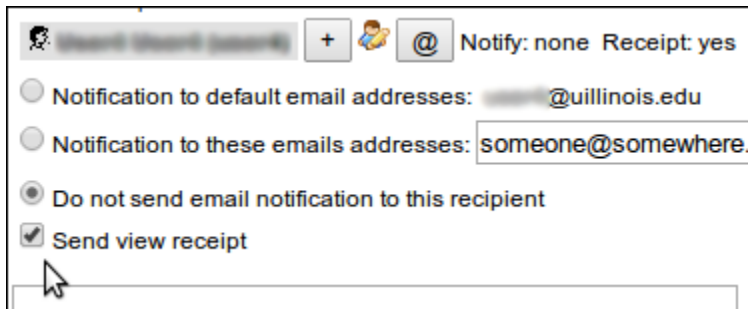 + @ Notify: none Receipt: yes
Notification to default email addresses: @uillinois.edu
Notification to these emails addresses: someone@somewhere.
Do not send email notification to this recipient
Send view receipt